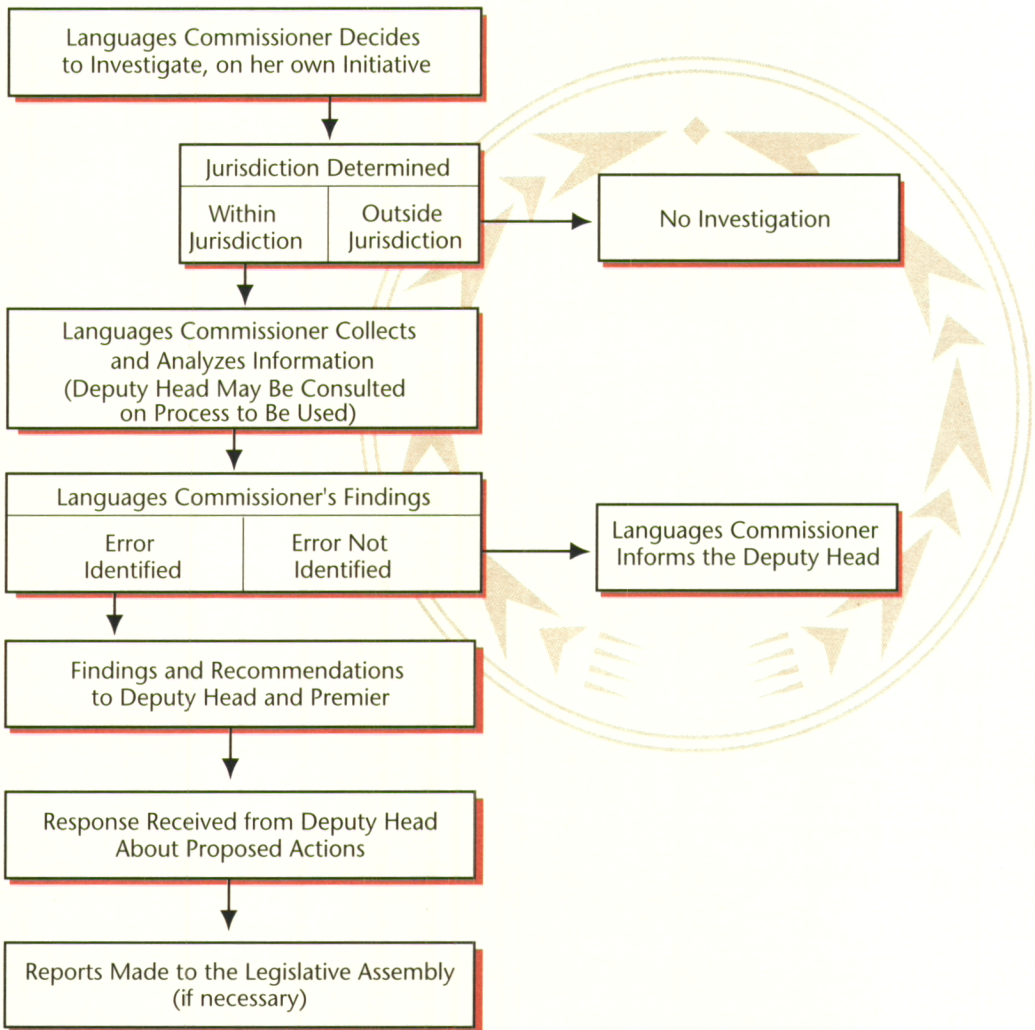 Languages Commissioner Decides
to Investigate, on her own Initiative
Jurisdiction Determined
Within
Jurisdiction
Outside
Jurisdiction
No Investigation
Languages Commissioner Collects
and Analyzes Information
(Deputy Head May Be Consulted
on Process to Be Used)
Languages Commissioner's Findings
Error
Identified
Error Not
Identified
Languages Commissioner
Informs the Deputy Head
Findings and Recommendations
to Deputy Head and Premier
Response Received from Deputy Head
About Proposed Actions
Reports Made to the Legislative Assembly
(if necessary)